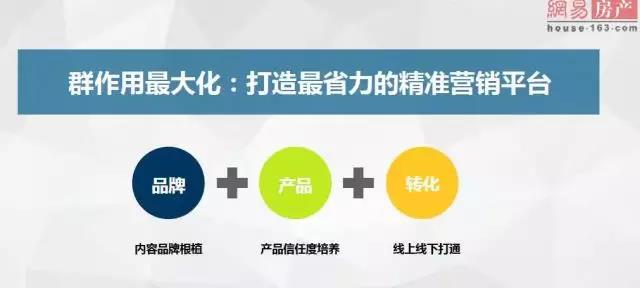 網易房产
house·163.com
群作用最大化：打造最省力的精准营销平台
品牌 + 产品 + 转化
内容品牌根植 产品信任度培养 线上线下打通